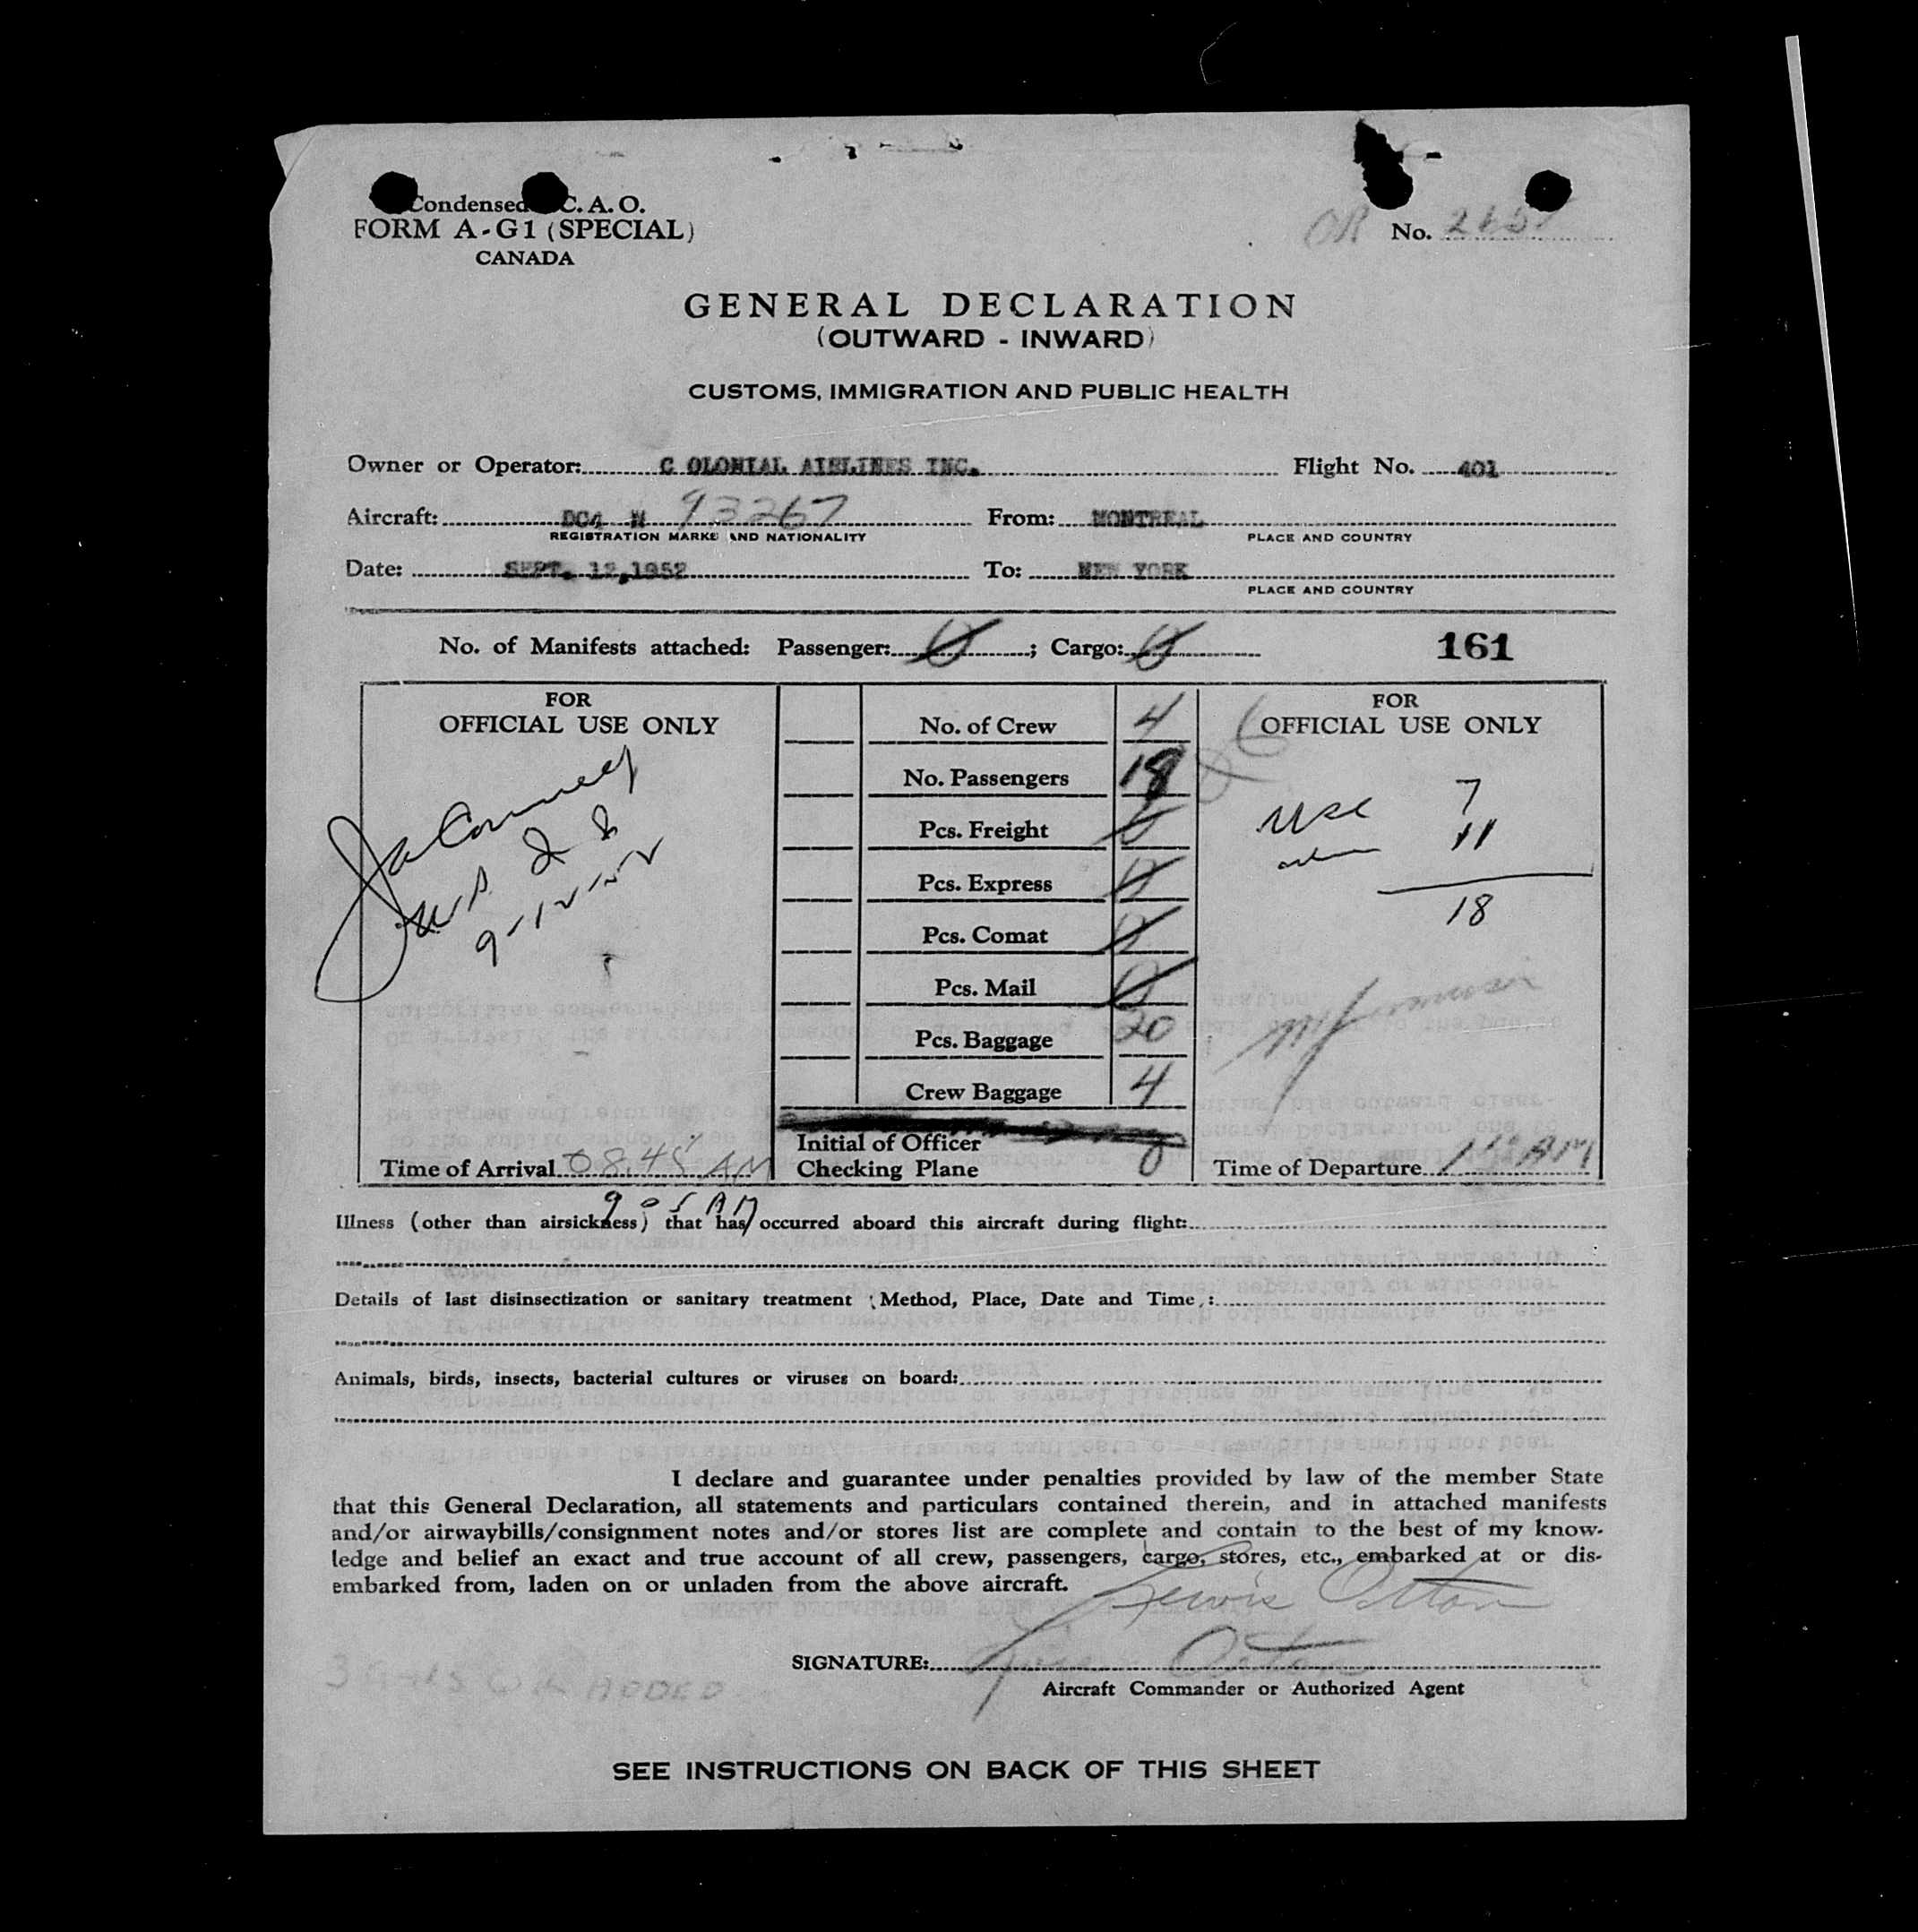 Condensed C.A.O.
FORM A-G1 (SPECIAL)
CANADA
OR No.
GENERAL DECLARATION
(OUTWARD - INWARD)
CUSTOMS, IMMIGRATION AND PUBLIC HEALTH
Owner or Operator: C OLONIAL AIRLINES INC. Flight No. 401
Aircraft: DC4 N 93267 From: MONTREAL
REGISTRATION MARKS AND NATIONALITY PLACE AND COUNTRY
Date: SEPT. 12,1952 To: NEW YORK
PLACE AND COUNTRY
No. of Manifests attached: Passenger: 0; Cargo: 0 161
FOR
OFFICIAL USE ONLY
9-12-52
No. of Crew 4
No. Passengers 18
Pcs. Freight 0
Pcs. Express 0
Pcs. Comat 0
Pcs. Mail 0
Pcs. Baggage 20
Crew Baggage 4
Initial of Officer
Checking Plane
FOR
OFFICIAL USE ONLY
USC 7
11
18
Time of Arrival 08.45 AM
Time of Departure
905 AM
Illness (other than airsickness) that has occurred aboard this aircraft during flight:
Details of last disinsectization or sanitary treatment (Method, Place, Date and Time):
Animals, birds, insects, bacterial cultures or viruses on board:
I declare and guarantee under penalties provided by law of the member State
that this General Declaration, all statements and particulars contained therein, and in attached manifests
and/or airwaybills/consignment notes and/or stores list are complete and contain to the best of my know-
ledge and belief an exact and true account of all crew, passengers, cargo, stores, etc., embarked at or dis-
embarked from, laden on or unladen from the above aircraft.
Lewis
SIGNATURE:
Aircraft Commander or Authorized Agent
ADDED
SEE INSTRUCTIONS ON BACK OF THIS SHEET